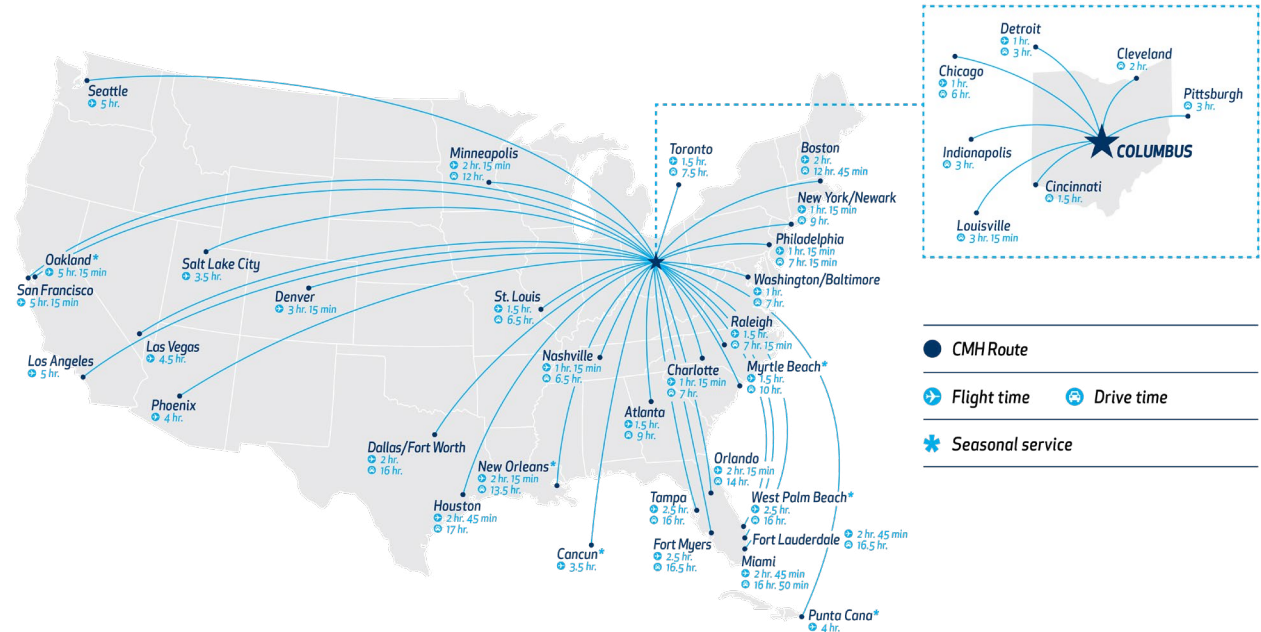 Seattle
5 hr.
Minneapolis
2 hr. 15 min
12 hr.
Toronto
1.5 hr.
7.5 hr.
Boston
2 hr.
12 hr. 45 min
New York/Newark
1 hr. 15 min
9 hr.
Philadelphia
1 hr. 15 min
7 hr. 15 min
Washington/Baltimore
1 hr.
7 hr.
Oakland*
5 hr. 15 min
San Francisco
5 hr. 15 min
Salt Lake City
3.5 hr.
Denver
3 hr. 15 min
St. Louis
1.5 hr.
6.5 hr.
Raleigh
1.5 hr.
7 hr. 15 min
Los Angeles
5 hr.
Las Vegas
4.5 hr.
Phoenix
4 hr.
Nashville
1 hr. 15 min
6.5 hr.
Charlotte
1 hr. 15 min
7 hr.
Myrtle Beach*
1.5 hr.
10 hr.
Atlanta
1.5 hr.
9 hr.
Dallas/Fort Worth
2 hr.
16 hr.
New Orleans*
2 hr. 15 min
13.5 hr.
Houston
2 hr. 45 min
17 hr.
Cancun*
3.5 hr.
Orlando
2 hr. 15 min
14 hr.
Tampa
2.5 hr.
16 hr.
West Palm Beach*
2.5 hr.
16 hr.
Fort Myers
2.5 hr.
16.5 hr.
Fort Lauderdale
2 hr. 45 min
16.5 hr.
Miami
2 hr. 45 min
16 hr. 50 min
Punta Cana*
4 hr.
Detroit
1 hr.
3 hr.
Cleveland
2 hr.
Chicago
1 hr.
6 hr.
Pittsburgh
3 hr.
Indianapolis
3 hr.
COLUMBUS
Cincinnati
1.5 hr.
Louisville
3 hr. 15 min
CMH Route
Flight time
Drive time
* Seasonal service